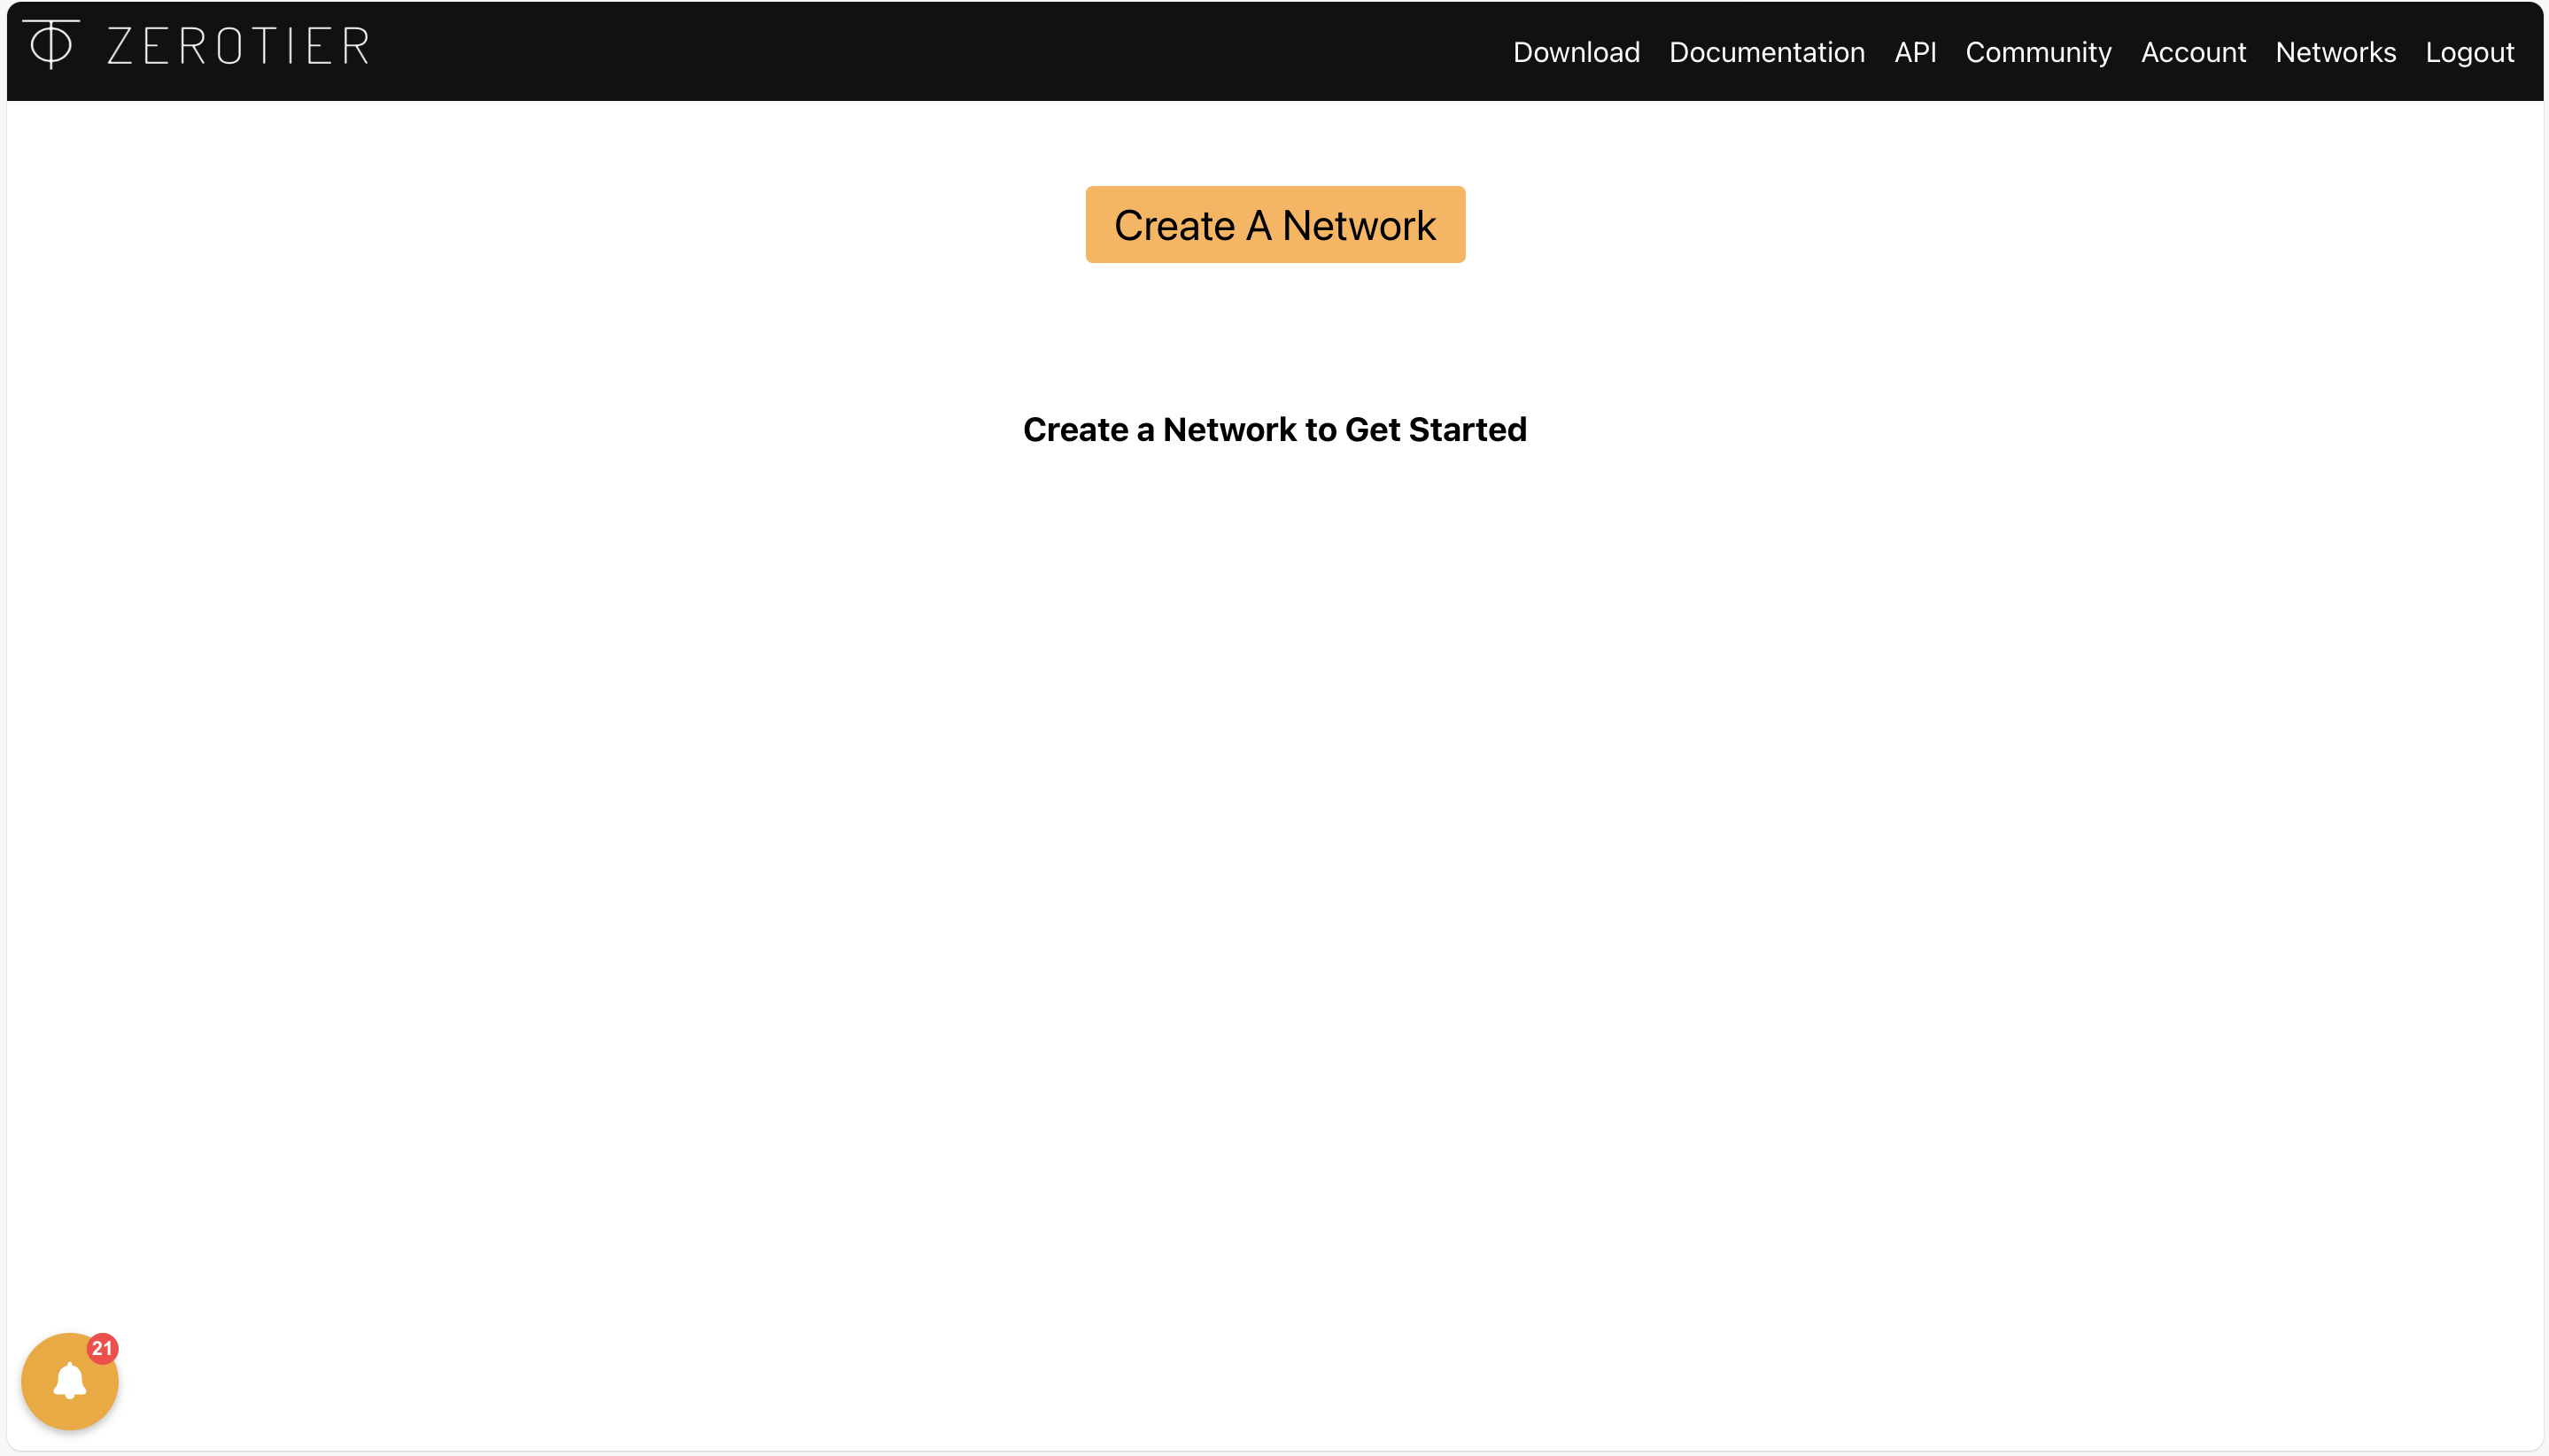 ZEROTIER
Download Documentation API Community Account Networks Logout
Create A Network
Create a Network to Get Started
21